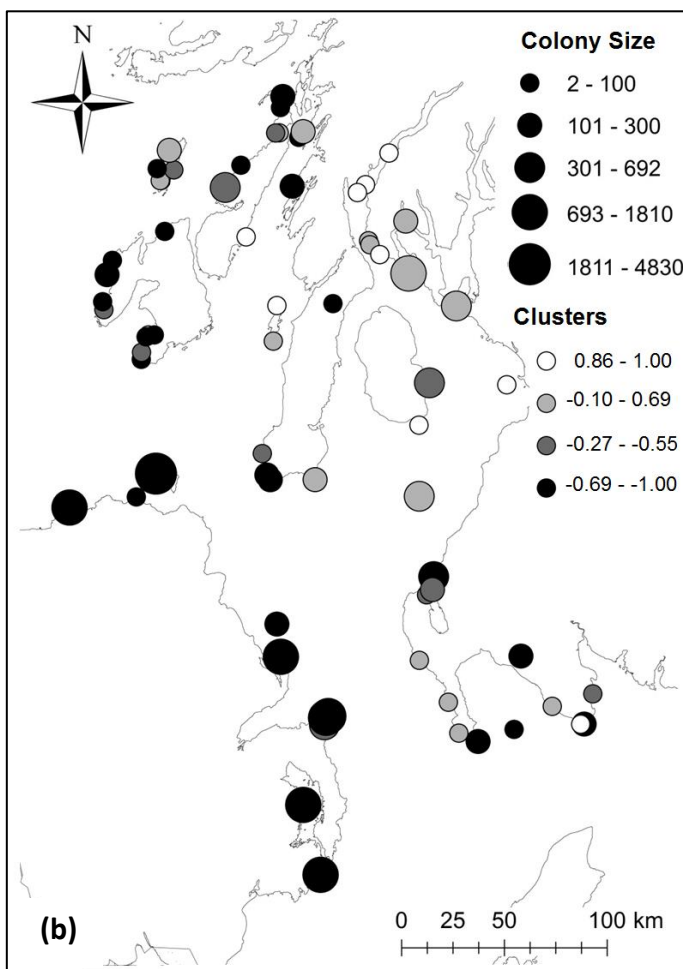 N
Colony Size
2 - 100
101 - 300
301 - 692
693 - 1810
1811 - 4830
Clusters
0.86 - 1.00
-0.10 - 0.69
-0.27 - -0.55
-0.69 - -1.00
(b)
0 25 50 100 km